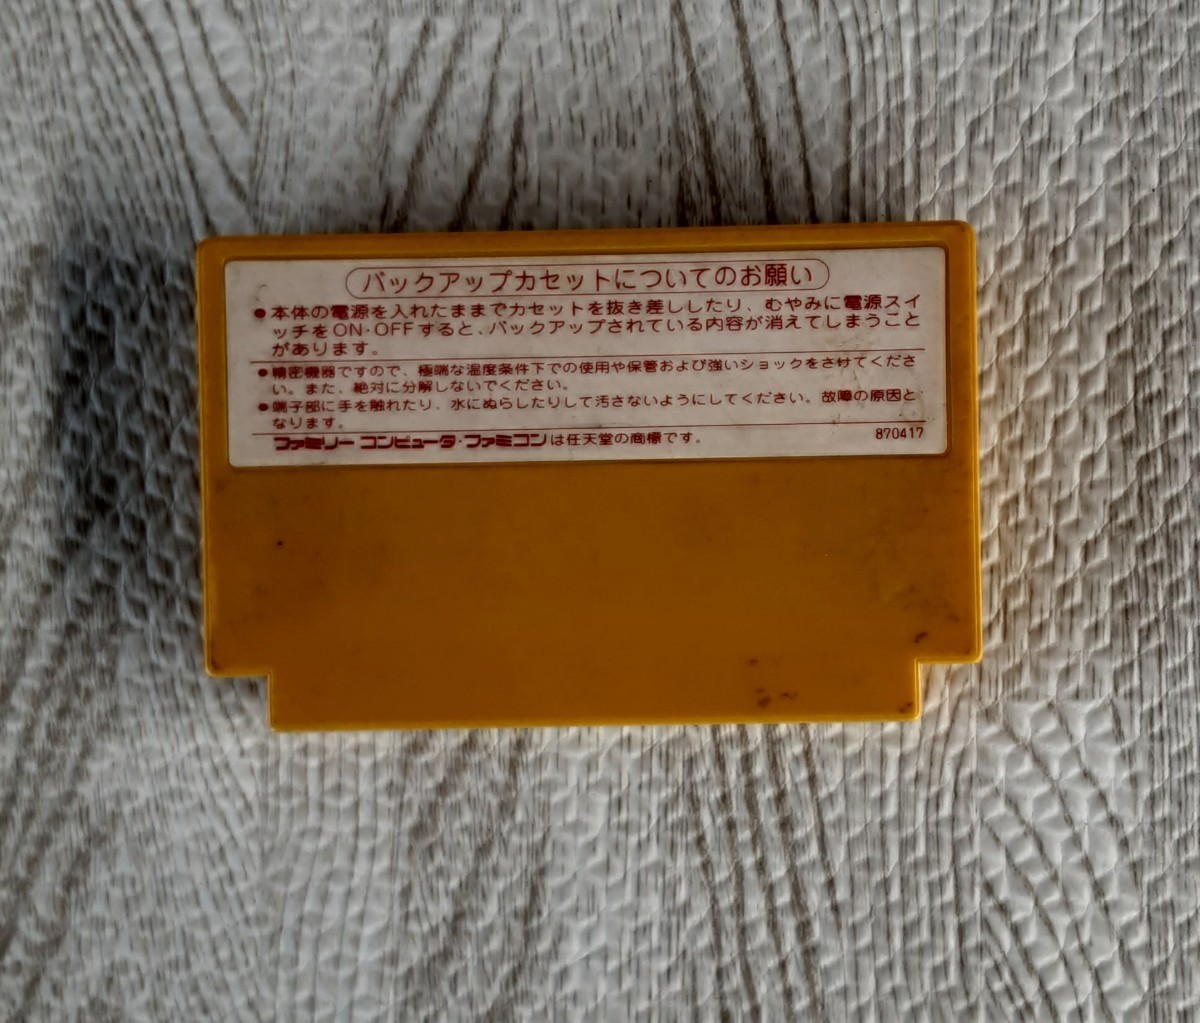 バックアップカセットについてのお願い
●本体の電源を入れたままでカセットを抜き差ししたり、むやみに電源スイ
ッチをON・OFFすると、バックアップされている内容が消えてしまうこと
があります。
●精密機器ですので、極端な温度条件下での使用や保管および強いショックをさけてくださ
い。また、絶対に分解しないでください。
●端子部に手を触れたり、水にぬらしたりして汚さないようにしてください。故障の原因と
なります。
ファミリーコンピュータ・ファミコンは任天堂の商標です。
870417